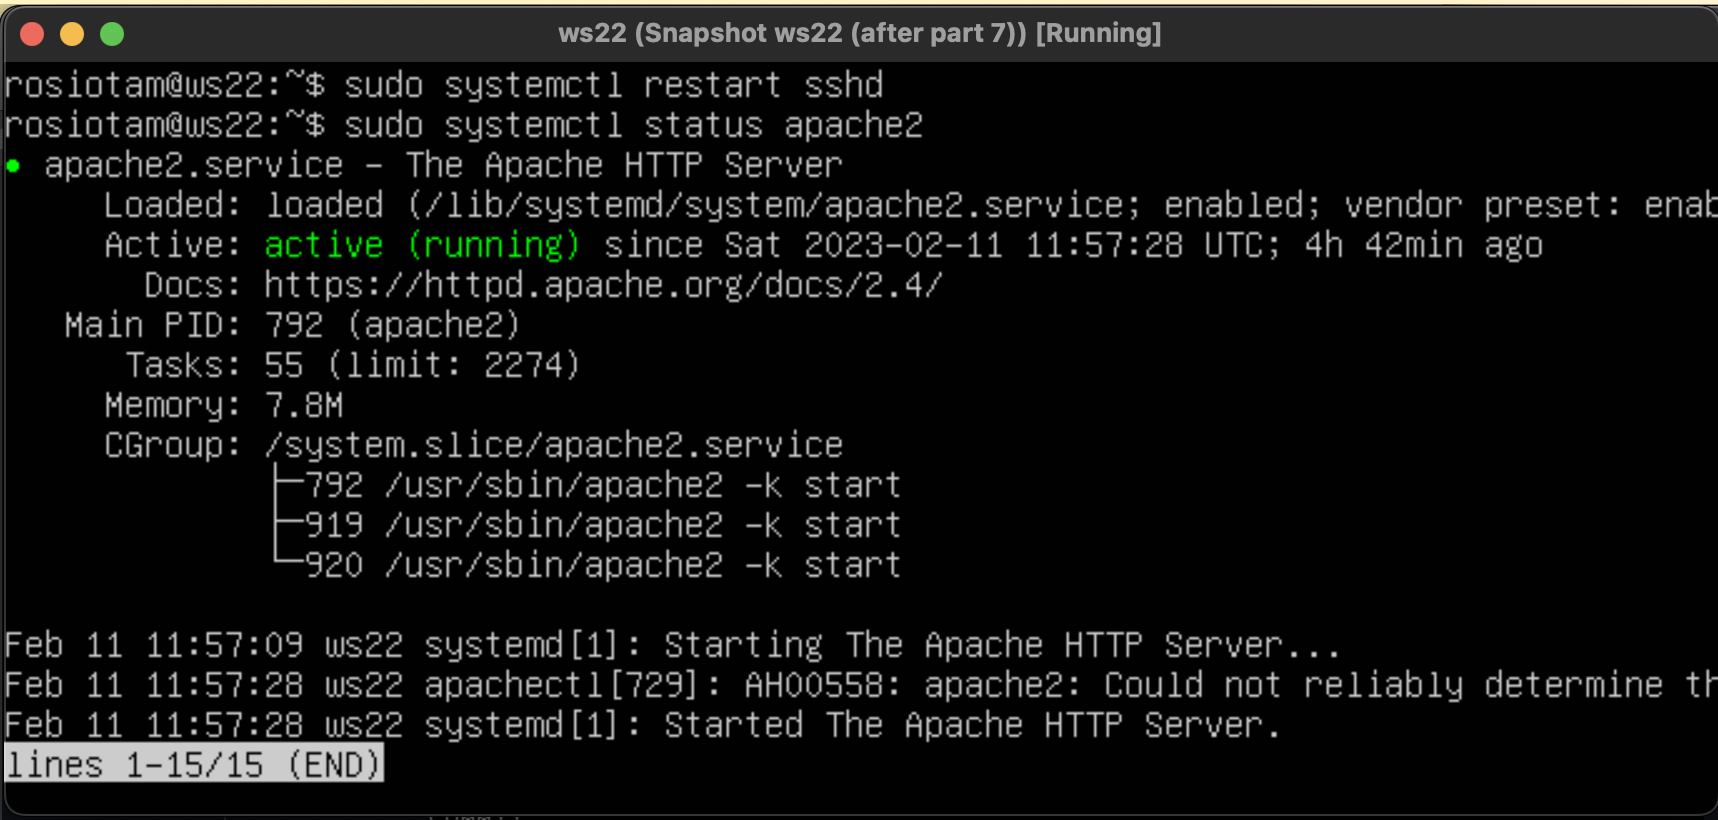 ws22 (Snapshot ws22 (after part 7)) [Running]
rosiotam@ws22:~$ sudo systemctl restart sshd
rosiotam@ws22:~$ sudo systemctl status apache2
● apache2.service – The Apache HTTP Server
Loaded: loaded (/lib/systemd/system/apache2.service; enabled; vendor preset: enab
Active: active (running) since Sat 2023-02-11 11:57:28 UTC; 4h 42min ago
Docs: https://httpd.apache.org/docs/2.4/
Main PID: 792 (apache2)
Tasks: 55 (limit: 2274)
Memory: 7.8M
CGroup: /system.slice/apache2.service
├─792 /usr/sbin/apache2 -k start
├─919 /usr/sbin/apache2 -k start
└─920 /usr/sbin/apache2 -k start
Feb 11 11:57:09 ws22 systemd[1]: Starting The Apache HTTP Server...
Feb 11 11:57:28 ws22 apachectl[729]: AH00558: apache2: Could not reliably determine th
Feb 11 11:57:28 ws22 systemd[1]: Started The Apache HTTP Server.
lines 1-15/15 (END)